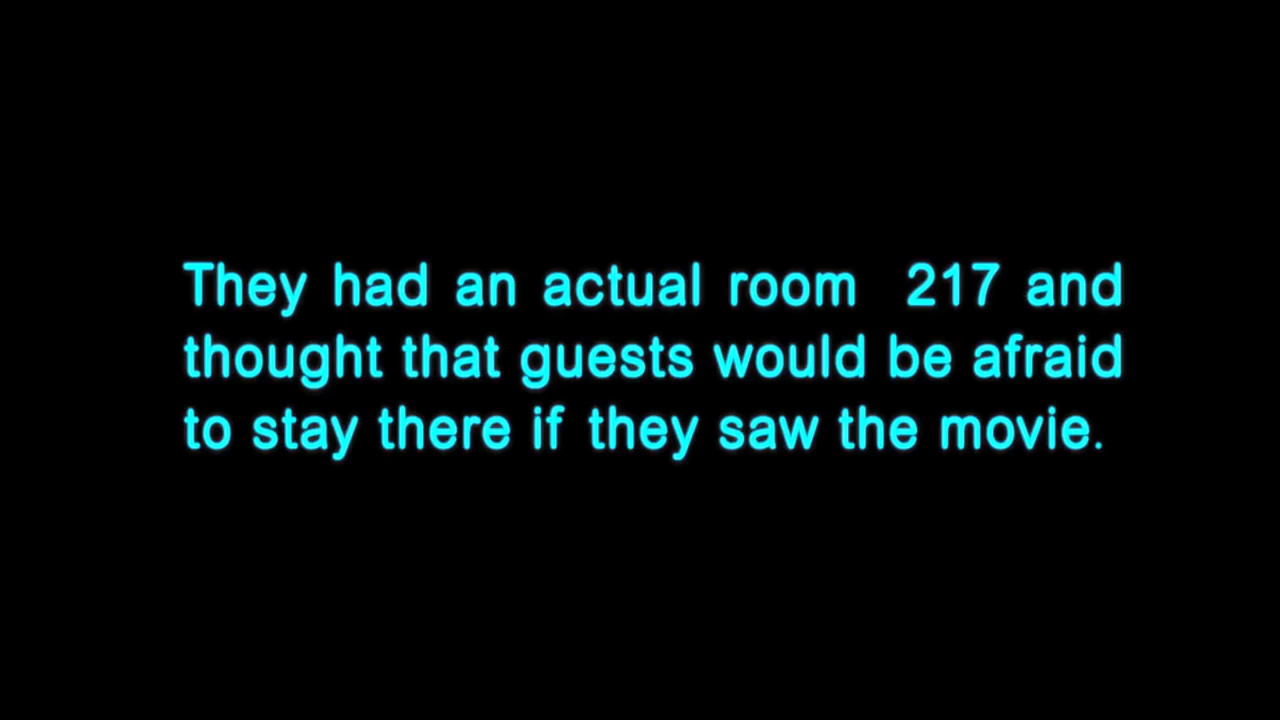 They had an actual room 217 and
thought that guests would be afraid
to stay there if they saw the movie.